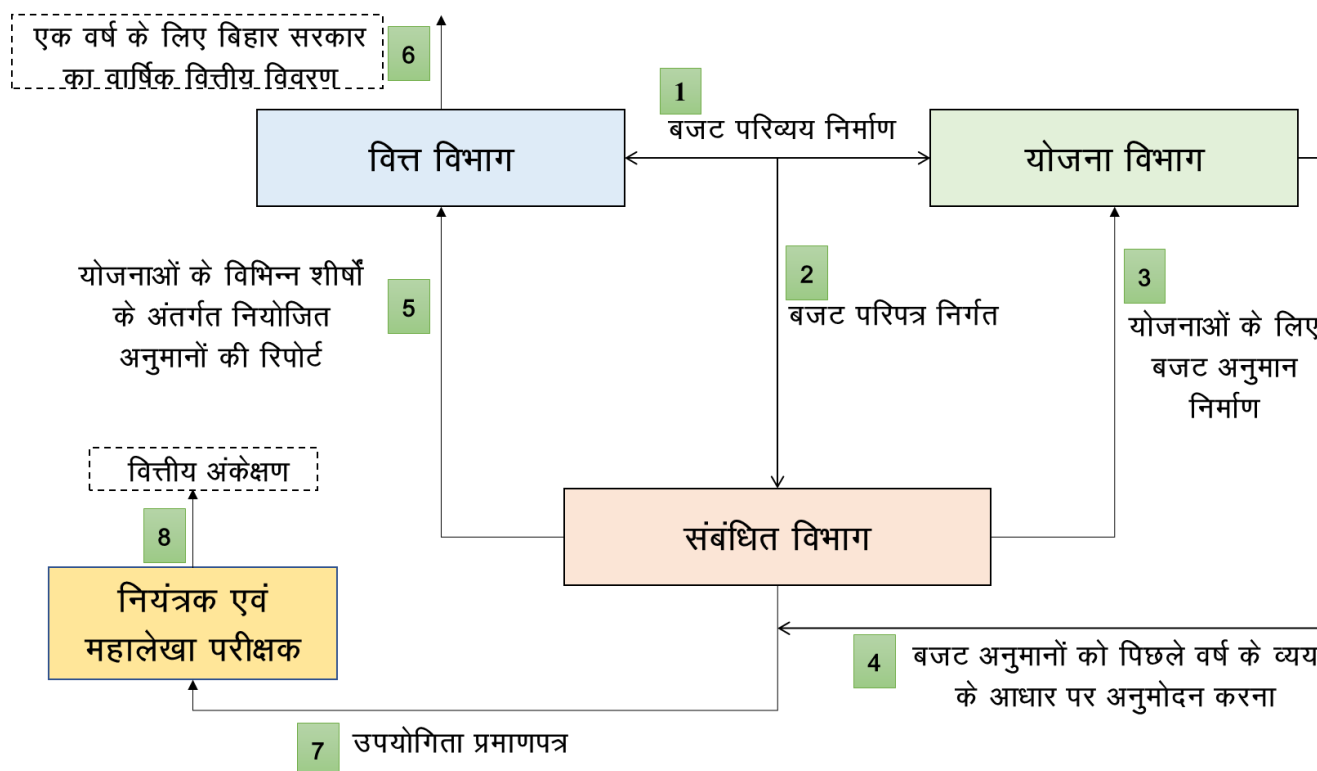 एक वर्ष के लिए बिहार सरकार
का वार्षिक वित्तीय विवरण
6
1
बजट परिव्यय निर्माण
वित्त विभाग
योजना विभाग
योजनाओं के विभिन्न शीर्षों
के अंतर्गत नियोजित
अनुमानों की रिपोर्ट
5
2
बजट परिपत्र निर्गत
3
योजनाओं के लिए
बजट अनुमान
निर्माण
वित्तीय अंकेक्षण
8
संबंधित विभाग
नियंत्रक एवं
महालेखा परीक्षक
4
बजट अनुमानों को पिछले वर्ष के व्यय
के आधार पर अनुमोदन करना
7
उपयोगिता प्रमाणपत्र